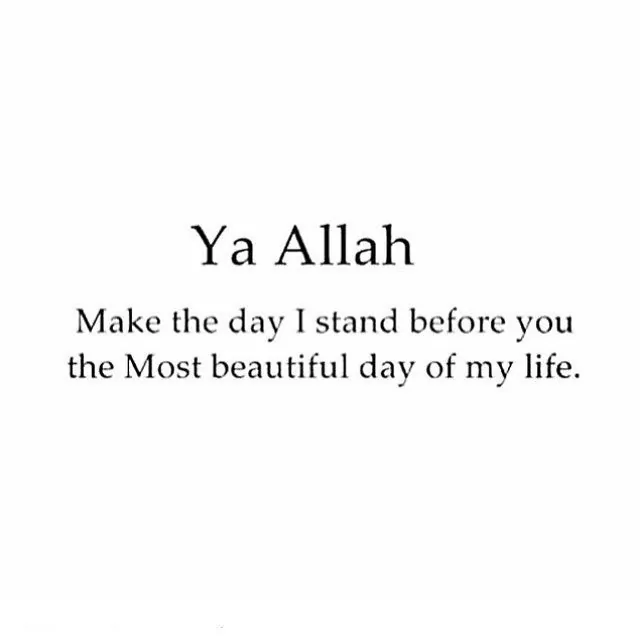 Ya Allah
Make the day I stand before you
the Most beautiful day of my life.